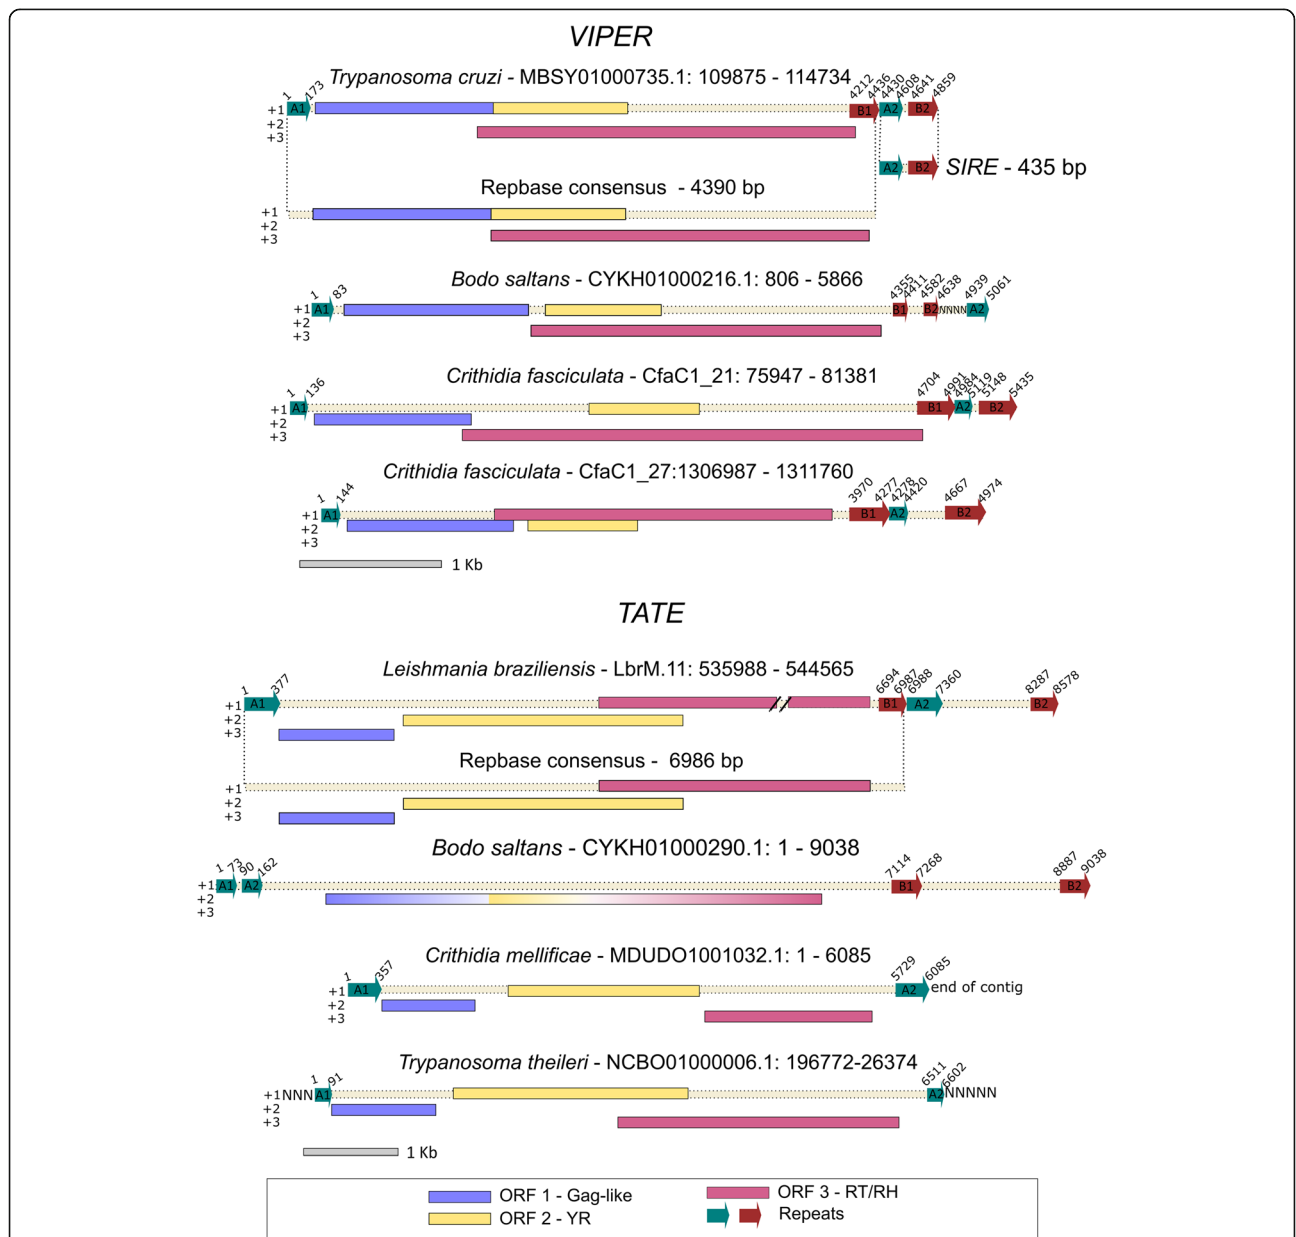 VIPER
Trypanosoma cruzi - MBSY01000735.1: 109875 - 114734
1 173 4212 4436 4430 4608 4641 4859
+1 A1 B1 A2 B2
+2
+3
A2 B2 SIRE - 435 bp
Repbase consensus - 4390 bp
+1
+2
+3
Bodo saltans - CYKH01000216.1: 806 - 5866
1 83 4355 4411 4582 4638 4939 5061
+1 A1 B1 B2 NNNN A2
+2
+3
Crithidia fasciculata - CfaC1_21: 75947 - 81381
1 136 4704 4991 4984 5119 5148 5435
+1 A1 B1 A2 B2
+2
+3
Crithidia fasciculata - CfaC1_27:1306987 - 1311760
1 144 3970 4277 4278 4420 4667 4974
+1 A1 B1 A2 B2
+2
+3
1 Kb
TATE
Leishmania braziliensis - LbrM.11: 535988 - 544565
1 377 6694 6987 6988 7360 8287 8578
+1 A1 B1 A2 B2
+2
+3
Repbase consensus - 6986 bp
+1
+2
+3
Bodo saltans - CYKH01000290.1: 1 - 9038
1 73 90 162 7114 7268 8887 9038
+1 A1 A2 B1 B2
+2
+3
Crithidia mellificae - MDUDO1001032.1: 1 - 6085
1 357 5729 6085
+1 A1 A2 end of contig
+2
+3
Trypanosoma theileri - NCBO01000006.1: 196772-26374
1 91 6511 6602
+1NNN A1 A2 NNNNN
+2
+3
1 Kb
ORF 1 - Gag-like ORF 3 - RT/RH
ORF 2 - YR Repeats